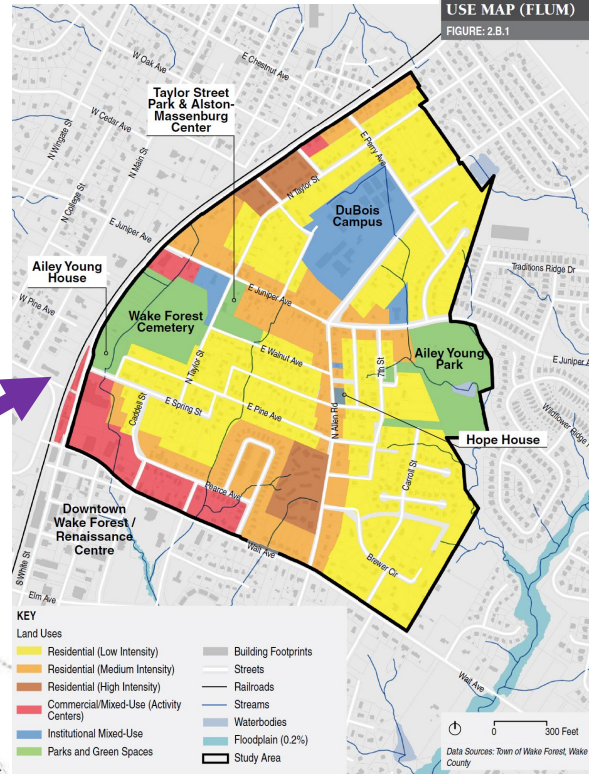 USE MAP (FLUM)
FIGURE: 2.B.1
W Oak Ave
E Chestnut Ave
Taylor Street
Park & Alston-
Massenburg
Center
W Cedar Ave
N Wingate St
N Main St
E Perry Ave
N Taylor St
N College St
DuBois
Campus
E Juniper Ave
Ailey Young
House
Traditions Ridge Dr
E Juniper Ave
W Pine Ave
Wake Forest
Cemetery
E Walnut Ave
Ailey Young
Park
E Juniper A
N Taylor St
7th St
Caddell St
E Spring St
E Pine Ave
N Allen Rd
Wildflower Ridge
Hope House
Carroll St
Pearce Ave
Downtown
Wake Forest /
Renaissance
Centre
S White St
Wait Ave
Brewer Cir
Elm Ave
Wait Ave
KEY
Land Uses
Residential (Low Intensity)
Residential (Medium Intensity)
Residential (High Intensity)
Commercial/Mixed-Use (Activity
Centers)
Institutional Mixed-Use
Parks and Green Spaces
Building Footprints
Streets
Railroads
Streams
Waterbodies
Floodplain (0.2%)
Study Area
0 300 Feet
Data Sources: Town of Wake Forest, Wake
County